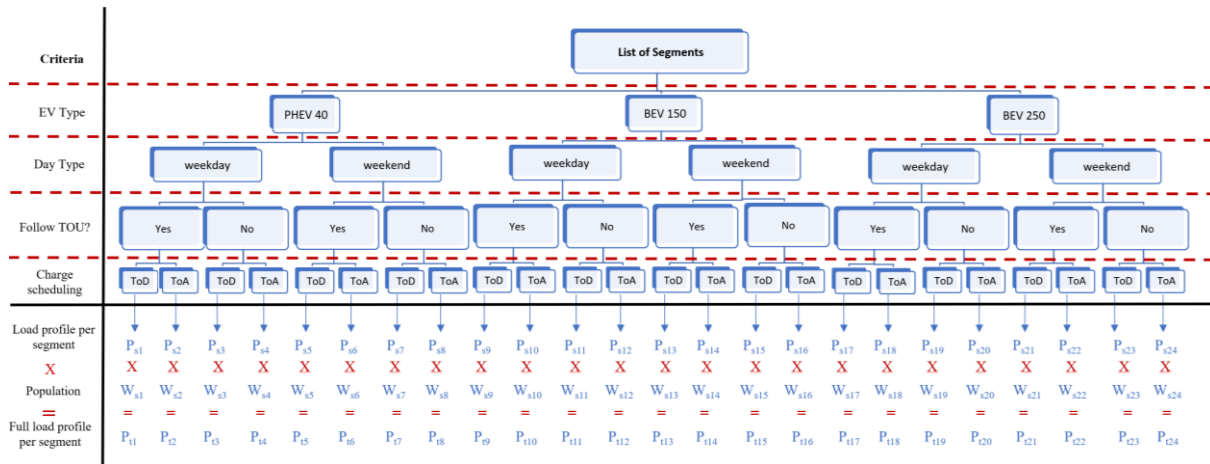 List of Segments
Criteria
EV Type PHEV 40 BEV 150 BEV 250
Day Type weekday weekend weekday weekend weekday weekend
Follow TOU? Yes No Yes No Yes No Yes No Yes No Yes No
Charge
scheduling
ToD ToA ToD ToA ToD ToA ToD ToA ToD ToA ToD ToA ToD ToA ToD ToA ToD ToA ToD ToA ToD ToA ToD ToA
Load profile per
segment
Ps1 Ps2 Ps3 Ps4 Ps5 Ps6 Ps7 Ps8 Ps9 Ps10 Ps11 Ps12 Ps13 Ps14 Ps15 Ps16 Ps17 Ps18 Ps19 Ps20 Ps21 Ps22 Ps23 Ps24
X X X X X X X X X X X X X X X X X X X X X X X X X
Population Ws1 Ws2 Ws3 Ws4 Ws5 Ws6 Ws7 Ws8 Ws9 Ws10 Ws11 Ws12 Ws13 Ws14 Ws15 Ws16 Ws17 Ws18 Ws19 Ws20 Ws21 Ws22 Ws23 Ws24
= = = = = = = = = = = = = = = = = = = = = = = = =
Full load profile
per segment
Pt1 Pt2 Pt3 Pt4 Pt5 Pt6 Pt7 Pt8 Pt9 Pt10 Pt11 Pt12 Pt13 Pt14 Pt15 Pt16 Pt17 Pt18 Pt19 Pt20 Pt21 Pt22 Pt23 Pt24